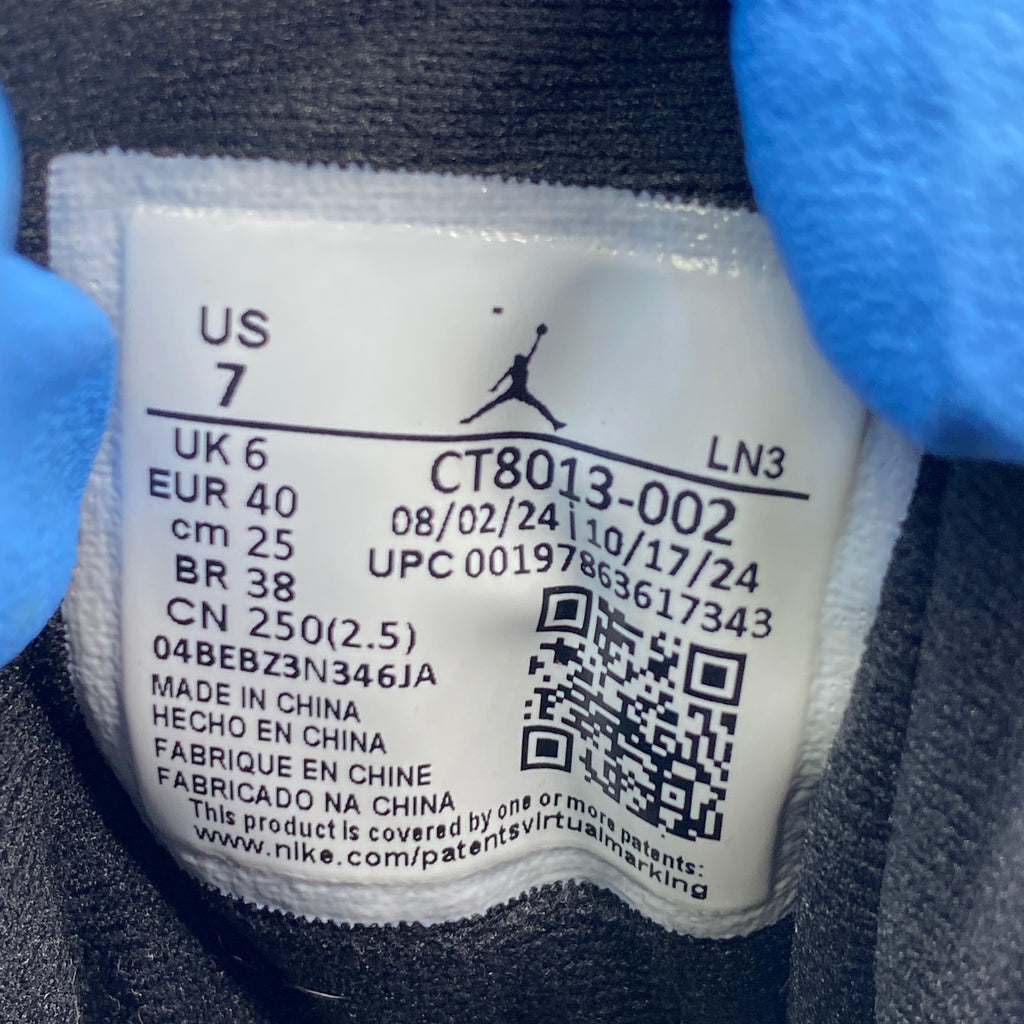 US
7
LN3
UK 6
EUR 40
cm 25
BR 38
CN 250(2.5)
CT8013-002
08/02/24 | 10/17/24
UPC 00197863617343
04BEBZ3N346JA
MADE IN CHINA
HECHO EN CHINA
FABRIQUE EN CHINE
FABRICADO NA CHINA
This product is covered by one or more patents:
www.nike.com/patentsvirtualmarking